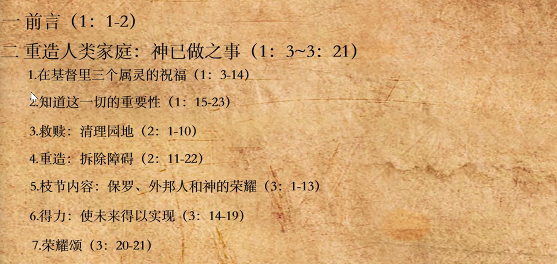 一 前言（1：1-2）
二 重造人类家庭：神已做之事（1：3~3：21）
1.在基督里三个属灵的祝福（1：3-14）
2.知道这一切的重要性（1：15-23）
3.救赎：清理园地（2：1-10）
4.重造：拆除障碍（2：11-22）
5.枝节内容：保罗、外邦人和神的荣耀（3：1-13）
6.得力：使未来得以实现（3：14-19）
7.荣耀颂（3：20-21）